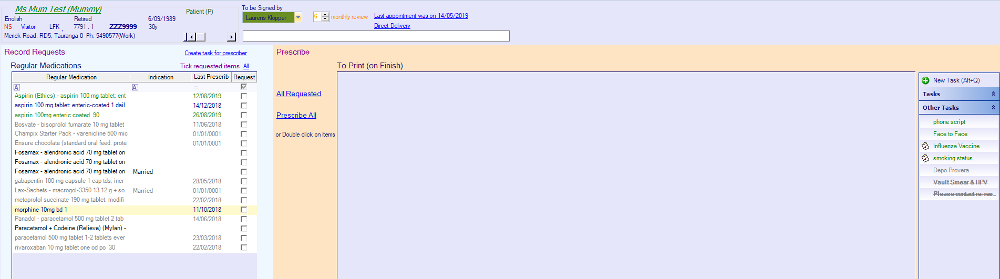 Ms Mum Test (Mummy)
Patient (P)
English Retired 6/09/1989
NS Visitor LFK 7791 . 1 ZZZ9999 30y
Merick Road, RD5, Tauranga 0 Ph: 5490577(Work)
To be Signed by
Laurens Klopper
6 monthly review
Last appointment was on 14/05/2019
Direct Delivery
Record Requests
Create task for prescriber
Regular Medications
Tick requested items All
Regular Medication Indication Last Prescrib Request
A A =
Aspirin (Ethics) - aspirin 100 mg tablet: ent 12/08/2019
aspirin 100 mg tablet: enteric-coated 1 dail 14/12/2018
aspirin 100mg enteric coated 90 26/08/2019
Bosvate - bisoprolol fumarate 10 mg tablet 11/06/2018
Champix Starter Pack - varenicline 500 mic 01/01/0001
Ensure chocolate (standard oral feed: prote 01/01/0001
Fosamax - alendronic acid 70 mg tablet on
Fosamax - alendronic acid 70 mg tablet on
Fosamax - alendronic acid 70 mg tablet on Married
gabapentin 100 mg capsule 1 cap tds, incr 28/05/2018
Lax-Sachets - macrogol-3350 13.12 g + so Married 01/01/0001
metoprolol succinate 190 mg tablet: modifi 22/02/2018
morphine 10mg bd 1 11/10/2018
Panadol - paracetamol 500 mg tablet 2 tab 14/06/2018
Paracetamol + Codeine (Relieve) (Mylan) -
paracetamol 500 mg tablet 1-2 tablets ever 23/03/2018
rivaroxaban 10 mg tablet one od po 30 22/02/2018
Prescribe
To Print (on Finish)
All Requested
Prescribe All
or Double click on items
New Task (Alt+Q)
Tasks
Other Tasks
phone script
Face to Face
Influenza Vaccine
smoking status
Depo Provera
Vault Smear & HPV
Please contact re: res...